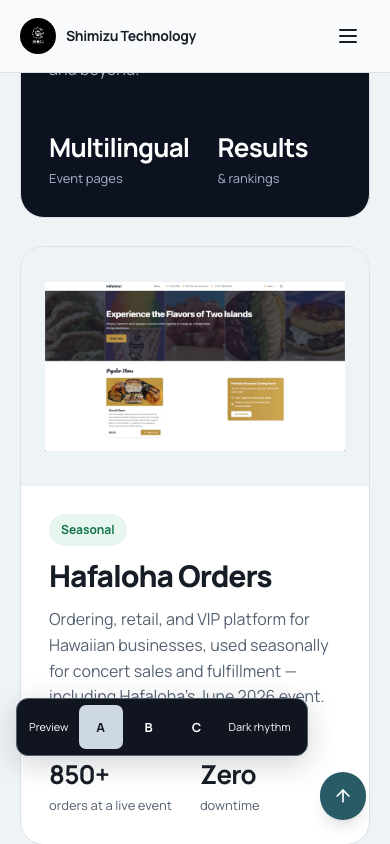 Shimizu Technology
and beyond.
Multilingual
Event pages
Results
& rankings
Experience the Flavors of Two Islands
Popular Items
Seasonal
Hafaloha Orders
Ordering, retail, and VIP platform for
Hawaiian businesses, used seasonally
for concert sales and fulfillment —
including Hafaloha's June 2026 event.
Preview
A
B
C
Dark rhythm
850+
orders at a live event
Zero
downtime